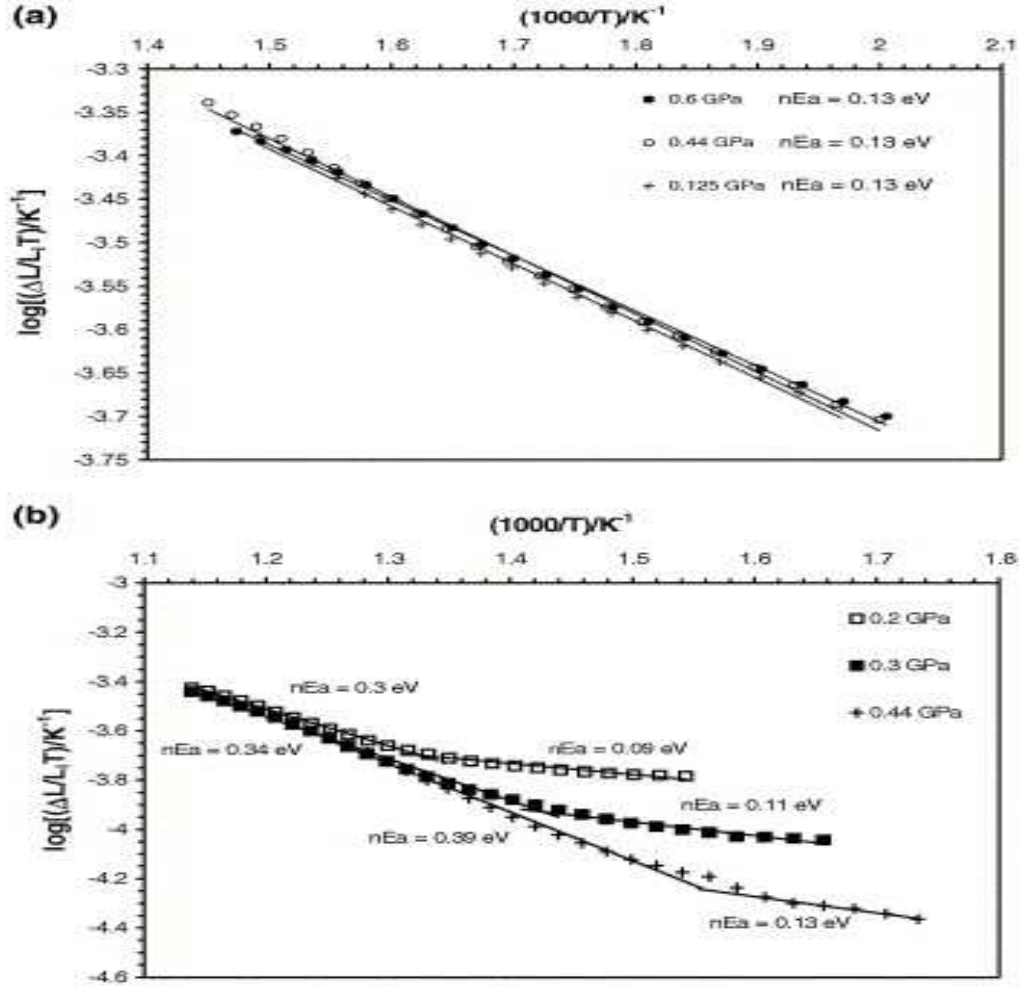 (a)
(1000/T)/K⁻¹
1.4 1.5 1.6 1.7 1.8 1.9 2 2.1
-3.3
-3.35
-3.4
-3.45
-3.5
-3.55
-3.6
-3.65
-3.7
-3.75
log[(ΔL/LᵢT)/K⁻¹]
0.6 GPa nEa = 0.13 eV
0.44 GPa nEa = 0.13 eV
0.125 GPa nEa = 0.13 eV
(b)
(1000/T)/K⁻¹
1.1 1.2 1.3 1.4 1.5 1.6 1.7 1.8
-3
-3.2
-3.4
-3.6
-3.8
-4
-4.2
-4.4
-4.6
log[(ΔL/LᵢT)/K⁻¹]
0.2 GPa
0.3 GPa
0.44 GPa
nEa = 0.3 eV
nEa = 0.34 eV
nEa = 0.09 eV
nEa = 0.11 eV
nEa = 0.39 eV
nEa = 0.13 eV